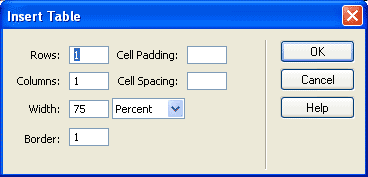 Insert Table
Rows: 1 Cell Padding: OK
Columns: 1 Cell Spacing: Cancel
Width: 75 Percent Help
Border: 1